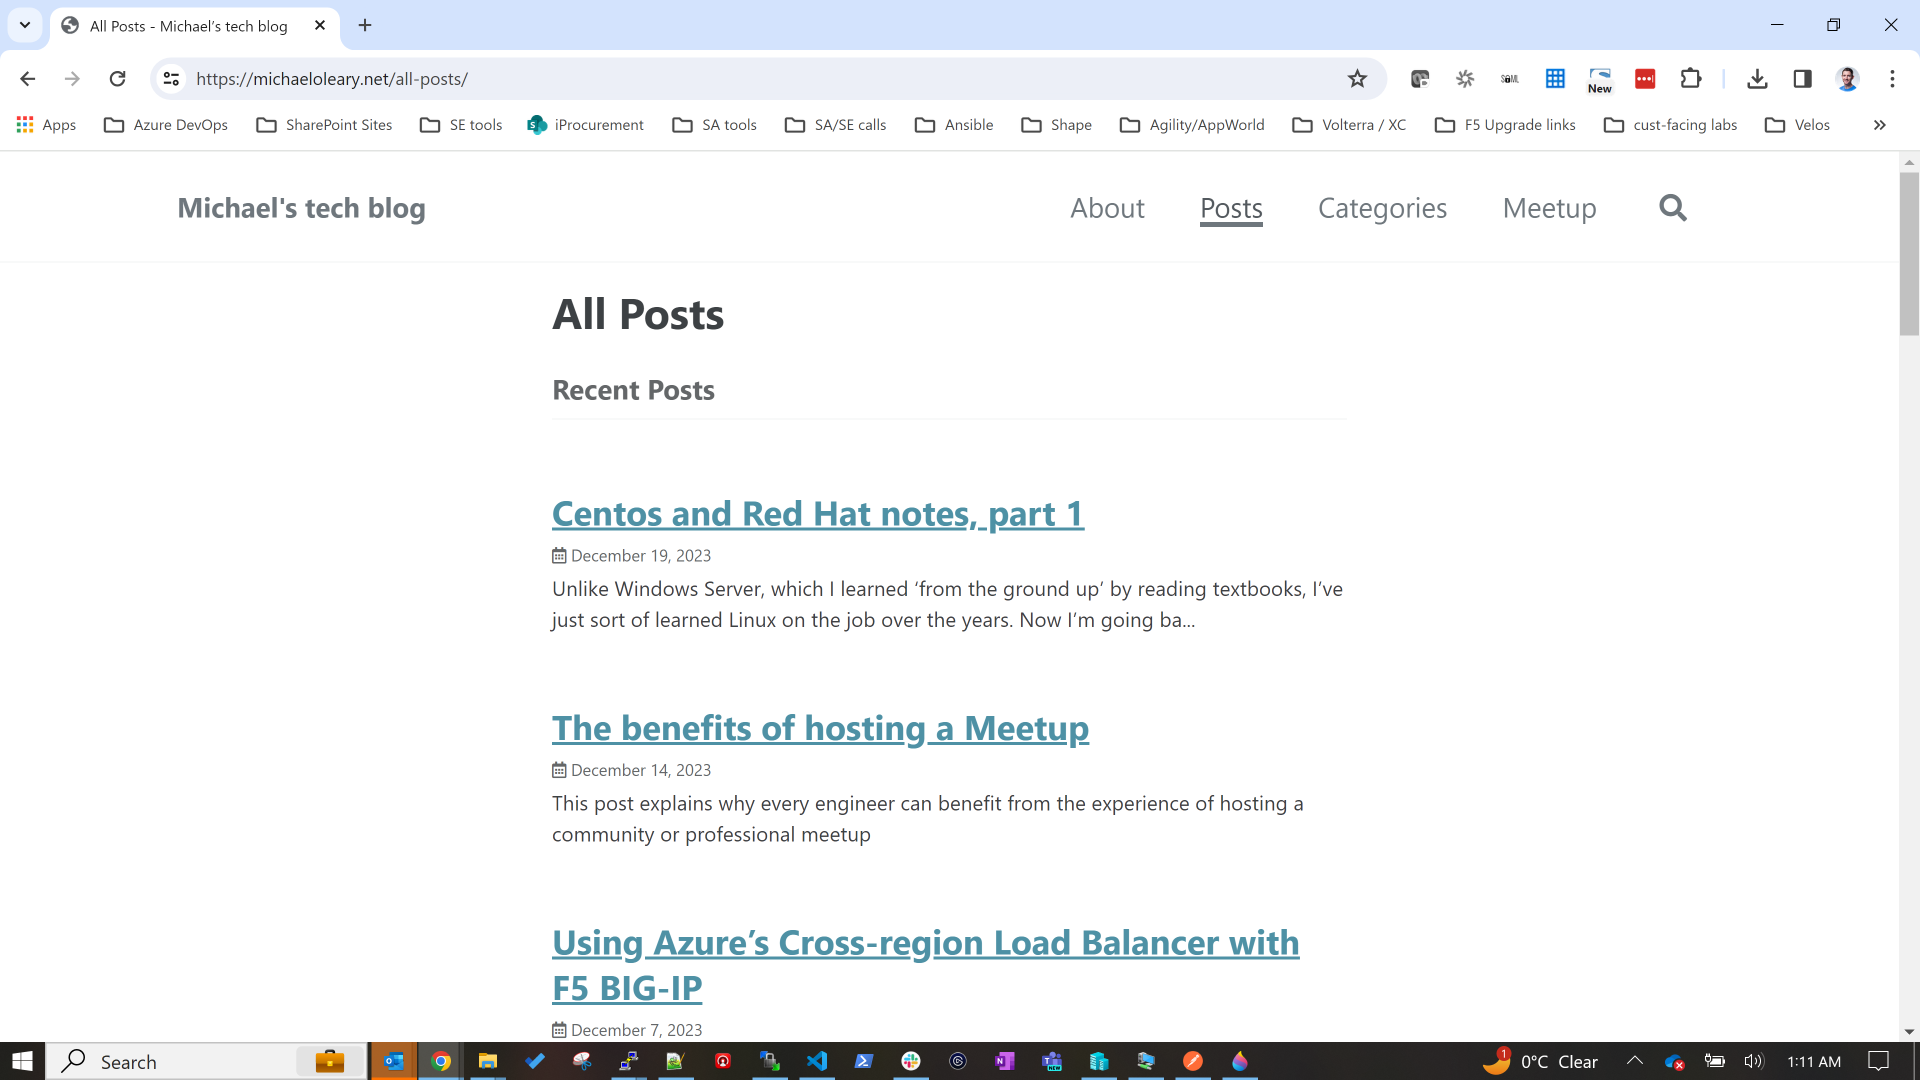 All Posts - Michael’s tech blog
https://michaeloleary.net/all-posts/
SAML
New
Apps
Azure DevOps
SharePoint Sites
SE tools
iProcurement
SA tools
SA/SE calls
Ansible
Shape
Agility/AppWorld
Volterra / XC
F5 Upgrade links
cust-facing labs
Velos
Michael's tech blog
About
Posts
Categories
Meetup
All Posts
Recent Posts
Centos and Red Hat notes, part 1
December 19, 2023
Unlike Windows Server, which I learned ‘from the ground up’ by reading textbooks, I’ve
just sort of learned Linux on the job over the years. Now I’m going ba...
The benefits of hosting a Meetup
December 14, 2023
This post explains why every engineer can benefit from the experience of hosting a
community or professional meetup
Using Azure’s Cross-region Load Balancer with
F5 BIG-IP
December 7, 2023
Search
1
0°C Clear
1:11 AM